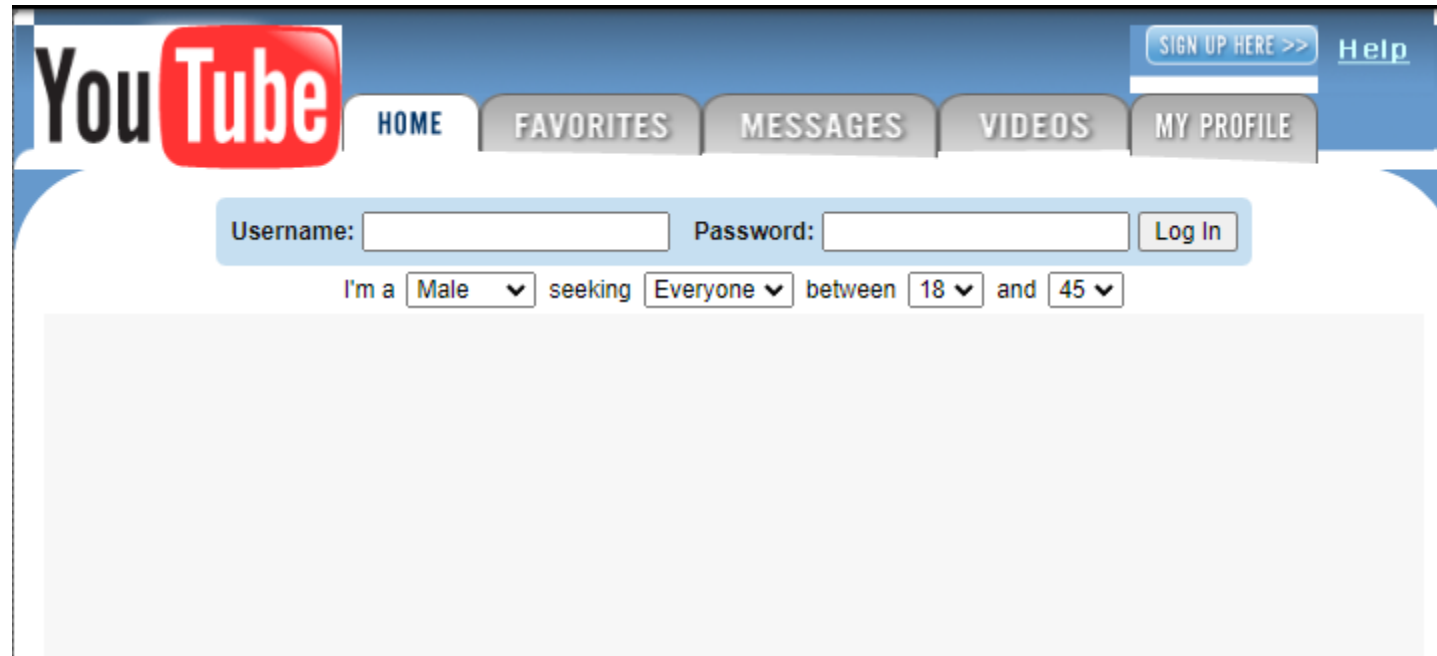 YouTube
SIGN UP HERE >> Help
HOME FAVORITES MESSAGES VIDEOS MY PROFILE
Username: Password: Log In
I'm a Male seeking Everyone between 18 and 45